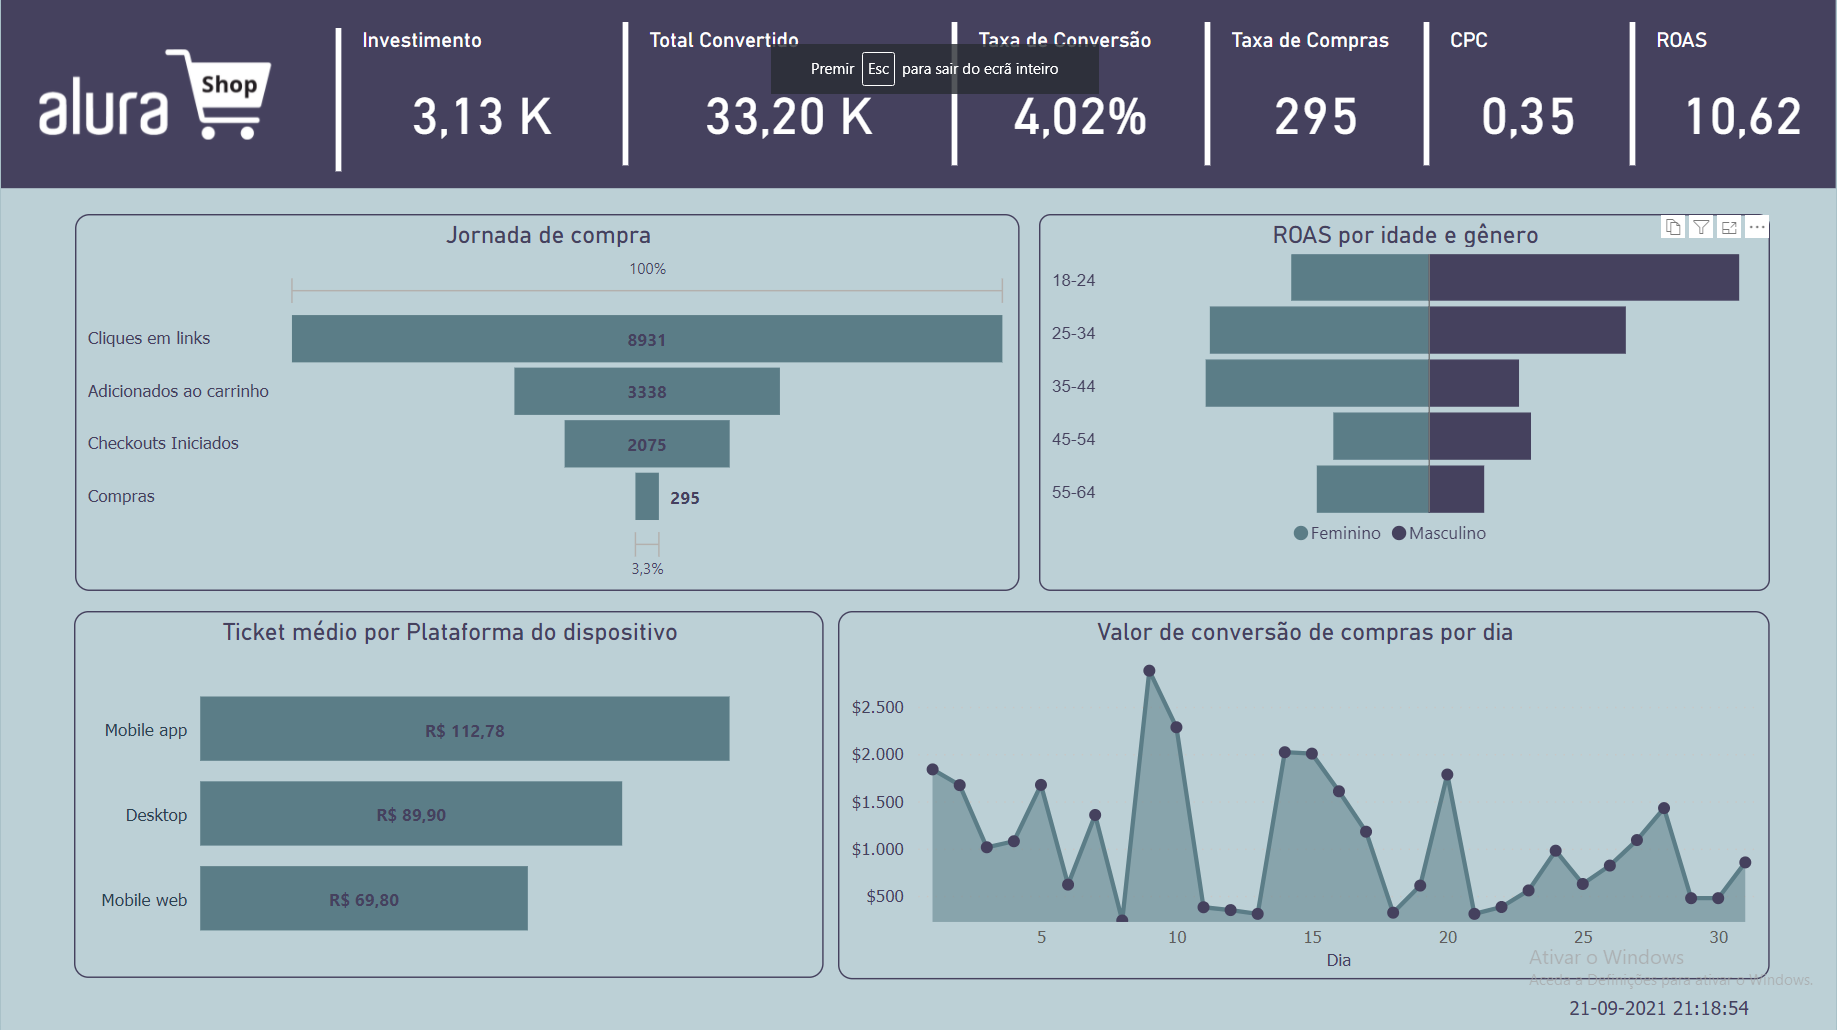 alura Shop
Investimento
3,13 K
Total Convertido
33,20 K
Taxa de Conversão
4,02%
Taxa de Compras
295
CPC
0,35
ROAS
10,62
Premir Esc para sair do ecrã inteiro
Jornada de compra
100%
Cliques em links 8931
Adicionados ao carrinho 3338
Checkouts Iniciados 2075
Compras 295
3,3%
ROAS por idade e gênero
18-24
25-34
35-44
45-54
55-64
Feminino Masculino
Ticket médio por Plataforma do dispositivo
Mobile app R$ 112,78
Desktop R$ 89,90
Mobile web R$ 69,80
Valor de conversão de compras por dia
$2.500
$2.000
$1.500
$1.000
$500
5 10 15 20 25 30
Dia
Ativar o Windows
Aceda a Definições para ativar o Windows.
21-09-2021 21:18:54